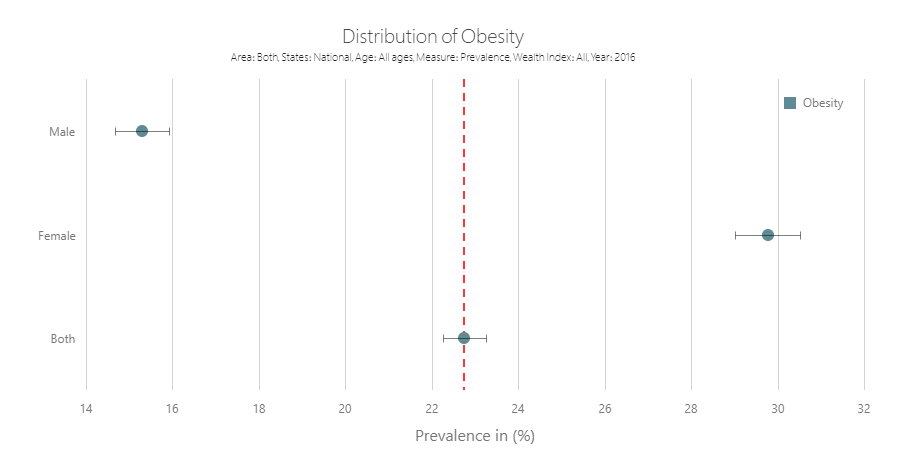 Distribution of Obesity
Area: Both, States: National, Age: All ages, Measure: Prevalence, Wealth Index: All, Year: 2016
Obesity
Male
Female
Both
14 16 18 20 22 24 26 28 30 32
Prevalence in (%)